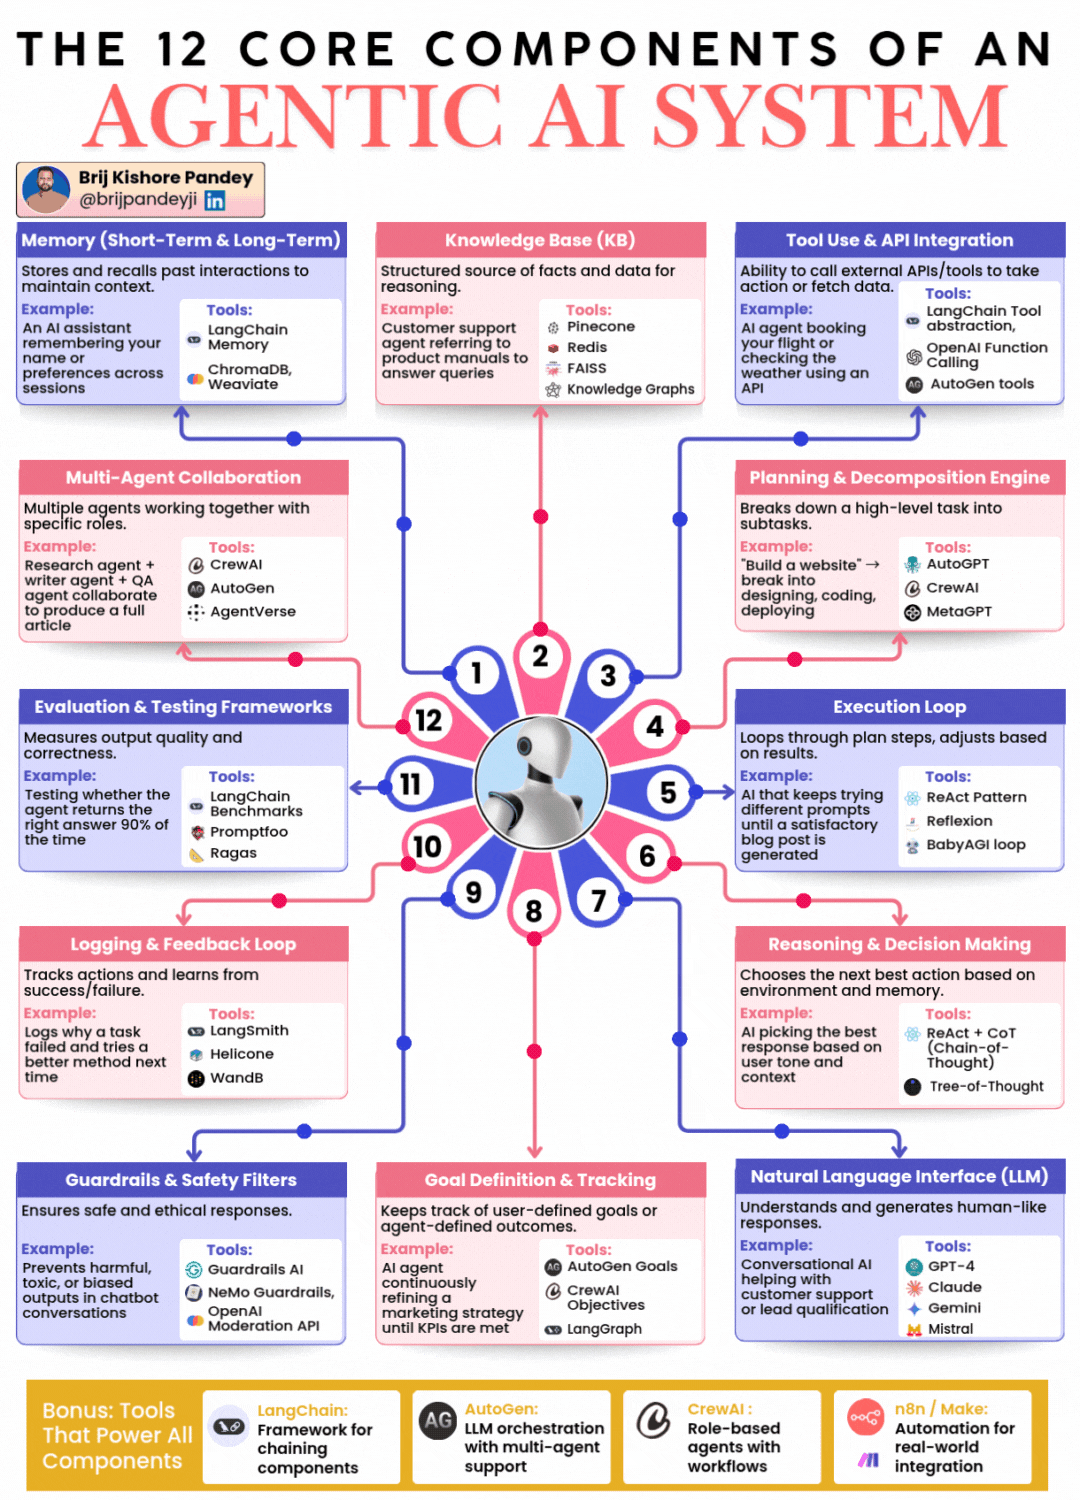 THE 12 CORE COMPONENTS OF AN
AGENTIC AI SYSTEM
Brij Kishore Pandey
@brijpandeyji in
Memory (Short-Term & Long-Term)
Stores and recalls past interactions to
maintain context.
Example:
An AI assistant
remembering your
name or
preferences across
sessions
Tools:
LangChain
Memory
ChromaDB,
Weaviate
Knowledge Base (KB)
Structured source of facts and data for
reasoning.
Example:
Customer support
agent referring to
product manuals to
answer queries
Tools:
Pinecone
Redis
FAISS
Knowledge Graphs
Tool Use & API Integration
Ability to call external APIs/tools to take
action or fetch data.
Example:
AI agent booking
your flight or
checking the
weather using an
API
Tools:
LangChain Tool
abstraction,
OpenAI Function
Calling
AG AutoGen tools
Multi-Agent Collaboration
Multiple agents working together with
specific roles.
Example:
Research agent +
writer agent + QA
agent collaborate
to produce a full
article
Tools:
CrewAI
AG AutoGen
AgentVerse
Planning & Decomposition Engine
Breaks down a high-level task into
subtasks.
Example:
"Build a website" →
break into
designing, coding,
deploying
Tools:
AutoGPT
CrewAI
MetaGPT
1
2
3
4
5
6
7
8
9
10
11
12
Evaluation & Testing Frameworks
Measures output quality and
correctness.
Example:
Testing whether the
agent returns the
right answer 90% of
the time
Tools:
LangChain
Benchmarks
Promptfoo
Ragas
Execution Loop
Loops through plan steps, adjusts based
on results.
Example:
AI that keeps trying
different prompts
until a satisfactory
blog post is
generated
Tools:
ReAct Pattern
Reflexion
BabyAGI loop
Logging & Feedback Loop
Tracks actions and learns from
success/failure.
Example:
Logs why a task
failed and tries a
better method next
time
Tools:
LangSmith
Helicone
WandB
Reasoning & Decision Making
Chooses the next best action based on
environment and memory.
Example:
AI picking the best
response based on
user tone and
context
Tools:
ReAct + CoT
(Chain-of-
Thought)
Tree-of-Thought
Guardrails & Safety Filters
Ensures safe and ethical responses.
Example:
Prevents harmful,
toxic, or biased
outputs in chatbot
conversations
Tools:
Guardrails AI
NeMo Guardrails,
OpenAI
Moderation API
Goal Definition & Tracking
Keeps track of user-defined goals or
agent-defined outcomes.
Example:
AI agent
continuously
refining a
marketing strategy
until KPIs are met
Tools:
AG AutoGen Goals
CrewAI
Objectives
LangGraph
Natural Language Interface (LLM)
Understands and generates human-like
responses.
Example:
Conversational AI
helping with
customer support
or lead qualification
Tools:
GPT-4
Claude
Gemini
Mistral
Bonus: Tools
That Power All
Components
LangChain:
Framework for
chaining
components
AG
AutoGen:
LLM orchestration
with multi-agent
support
CrewAI :
Role-based
agents with
workflows
n8n / Make:
Automation for
real-world
integration